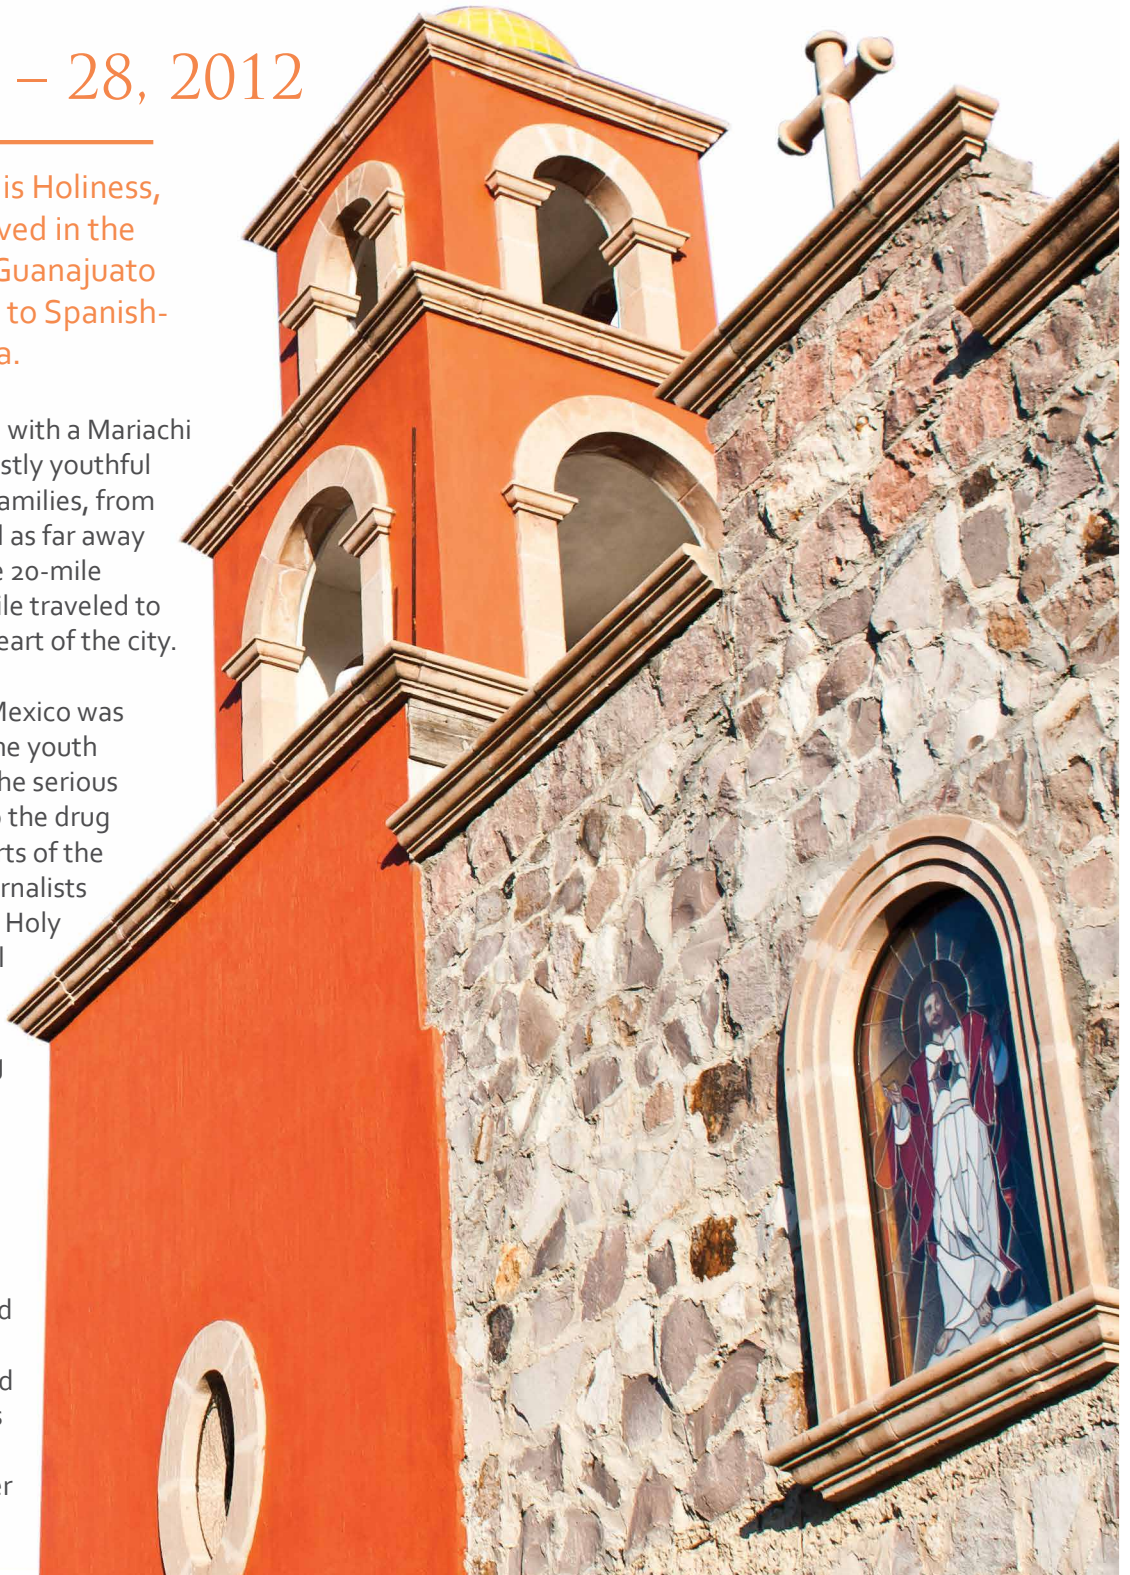 – 28, 2012
is Holiness,
ved in the
Guanajuato
to Spanish-
a.
with a Mariachi
stly youthful
amilies, from
l as far away
e 20-mile
ile traveled to
eart of the city.
Mexico was
he youth
he serious
o the drug
rts of the
rnalists
Holy
l
g
d
d
s
er